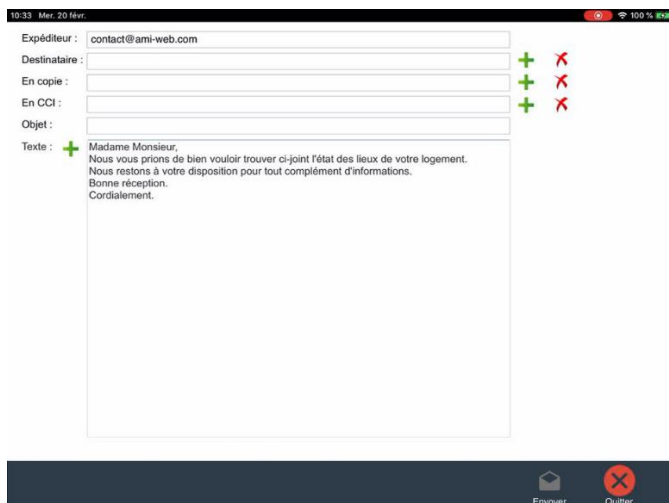 10:33 Mer. 20 févr.
100 %
Expéditeur : contact@ami-web.com
Destinataire :
En copie :
En CCI :
Objet :
Texte : Madame Monsieur,
Nous vous prions de bien vouloir trouver ci-joint l'état des lieux de votre logement.
Nous restons à votre disposition pour tout complément d'informations.
Bonne réception.
Cordialement.
Envoyer Quitter